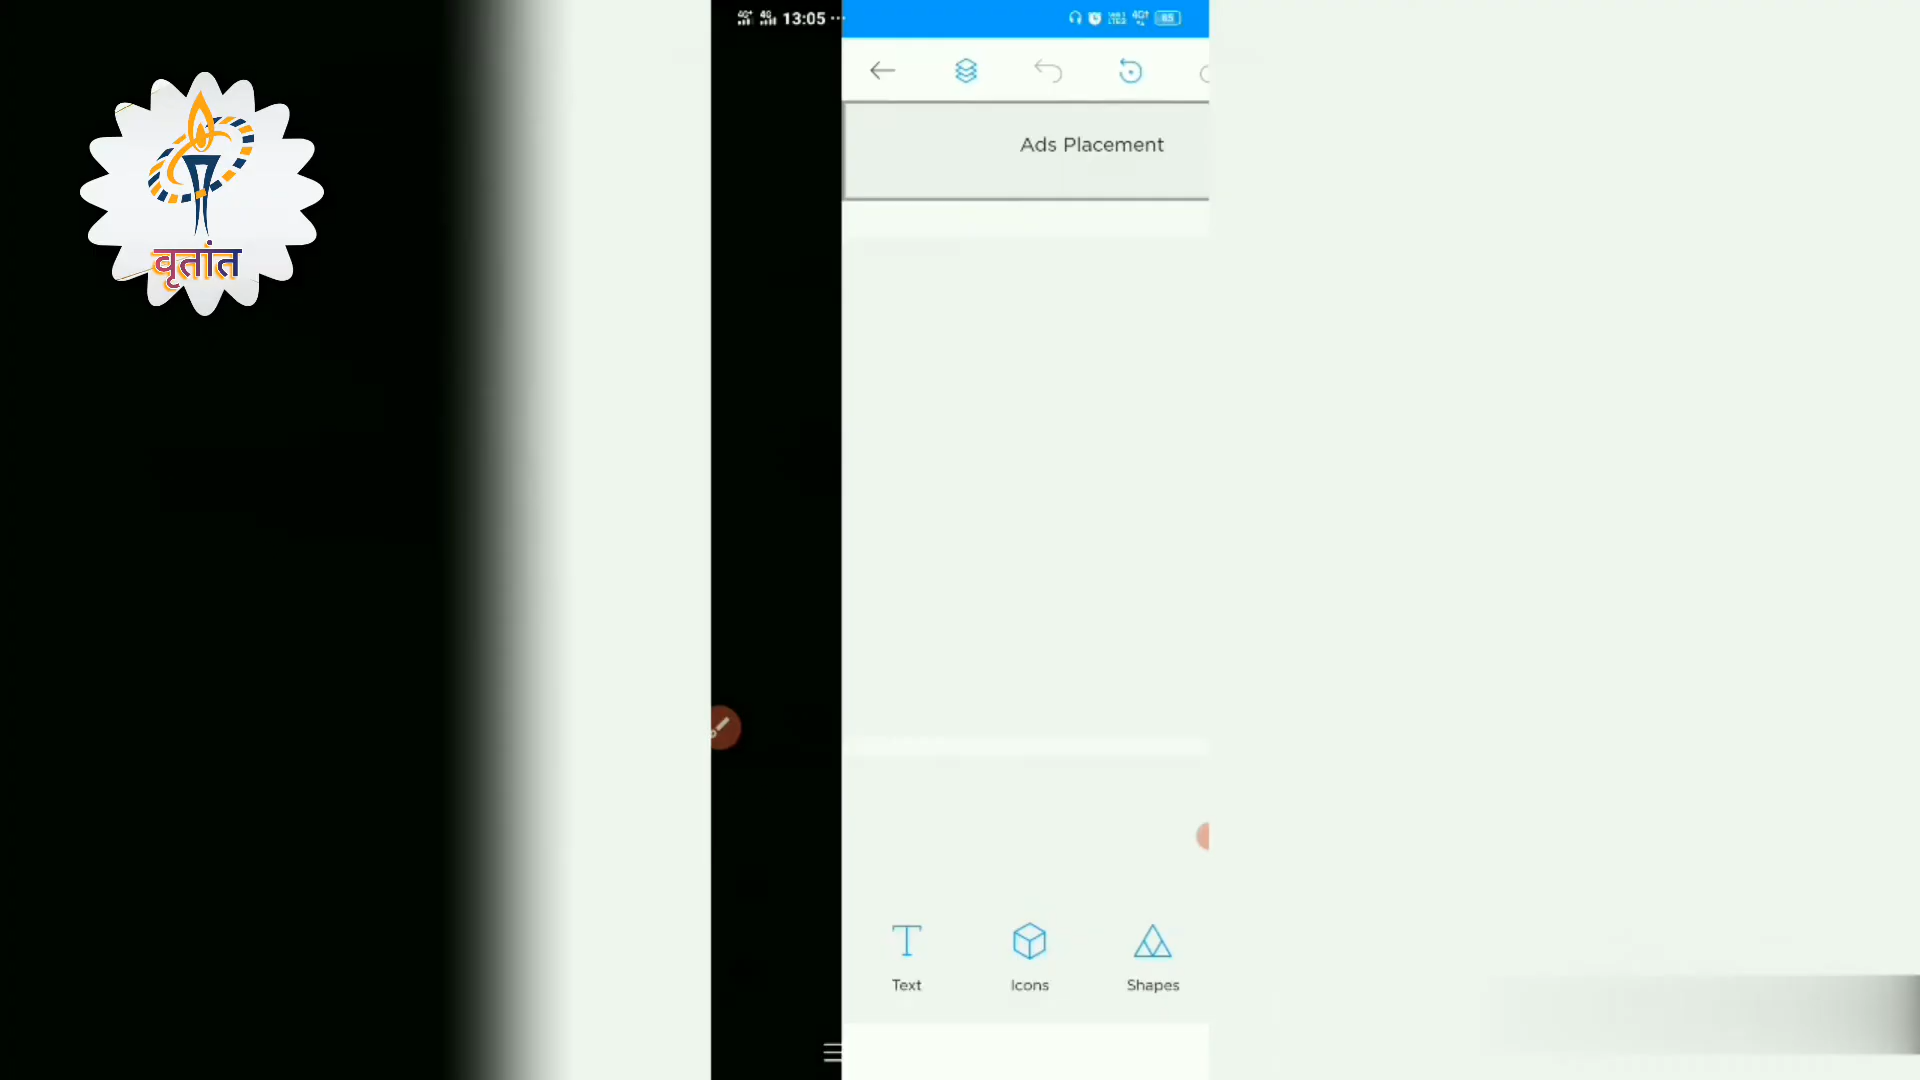 13:05
Ads Placement
वृतांत
Text
Icons
Shapes